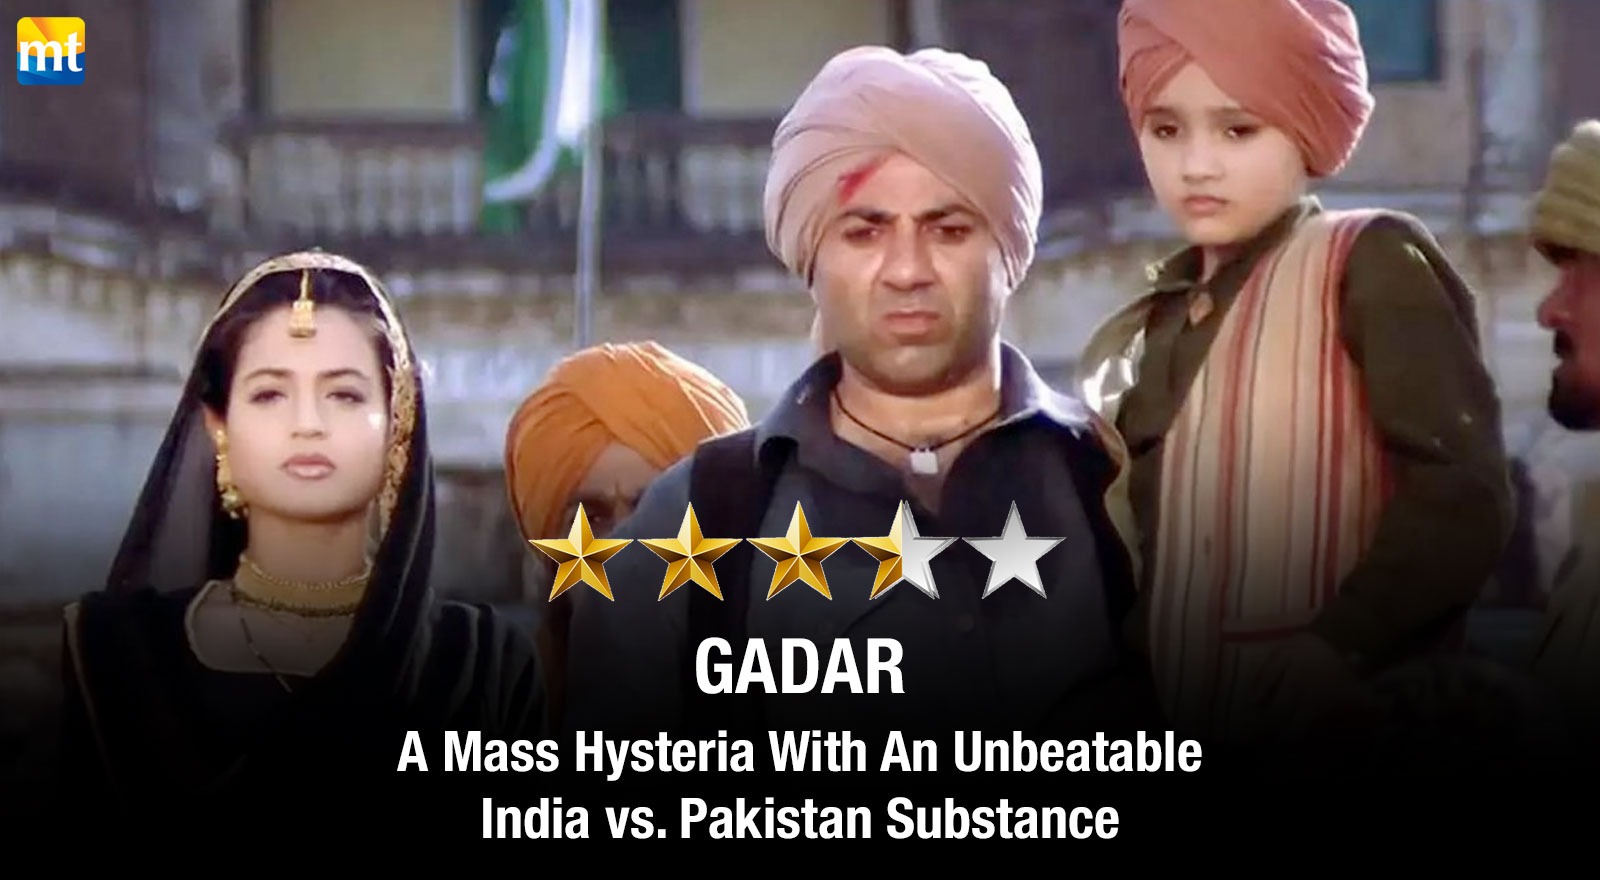 mt
GADAR
A Mass Hysteria With An Unbeatable
India vs. Pakistan Substance